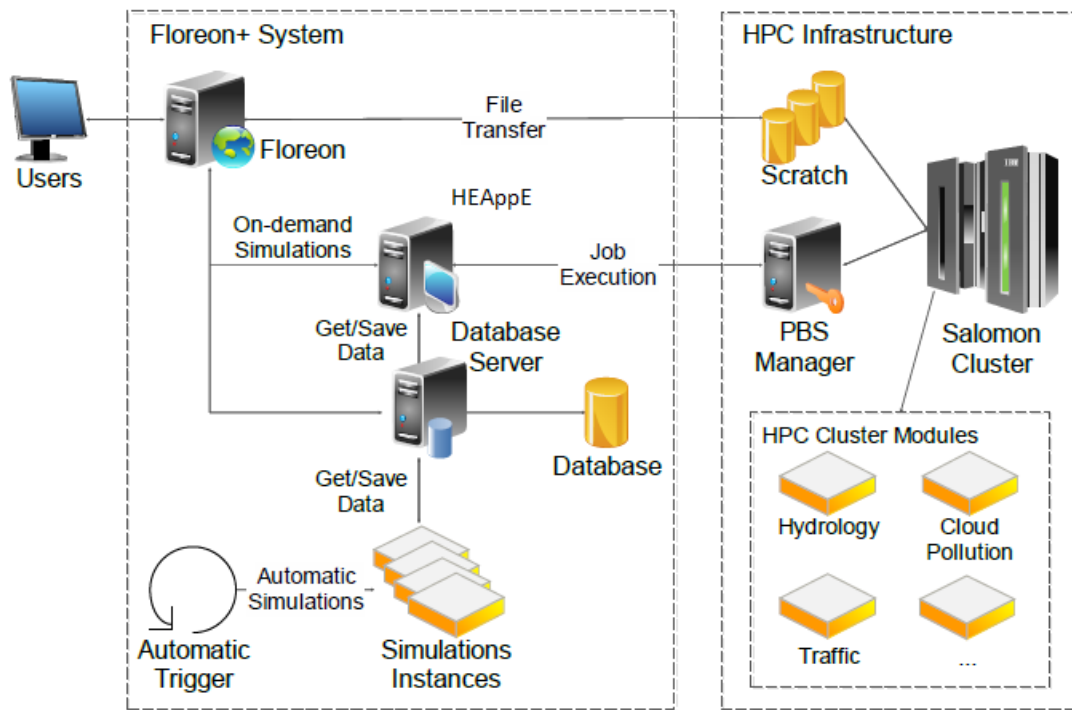 Floreon+ System
HPC Infrastructure
Users
Floreon
File
Transfer
Scratch
HEAppE
On-demand
Simulations
Job
Execution
Get/Save
Data
Database
Server
PBS
Manager
Salomon
Cluster
Database
HPC Cluster Modules
Hydrology
Cloud
Pollution
Get/Save
Data
Automatic
Simulations
Automatic
Trigger
Simulations
Instances
Traffic
...